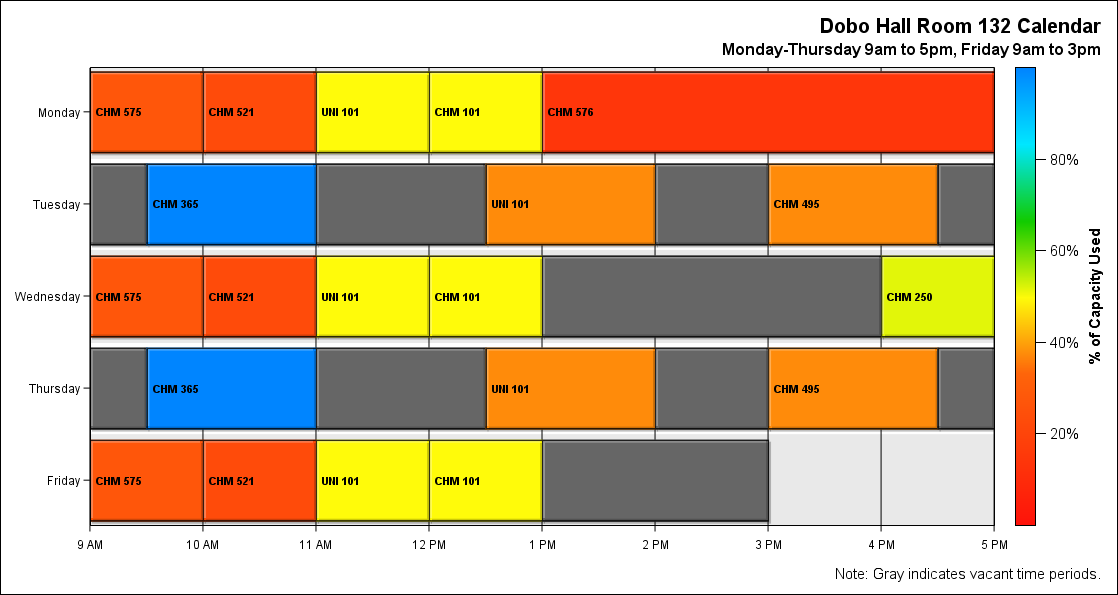 Dobo Hall Room 132 Calendar
Monday-Thursday 9am to 5pm, Friday 9am to 3pm
Monday CHM 575 CHM 521 UNI 101 CHM 101 CHM 576
Tuesday CHM 365 UNI 101 CHM 495
Wednesday CHM 575 CHM 521 UNI 101 CHM 101 CHM 250
Thursday CHM 365 UNI 101 CHM 495
Friday CHM 575 CHM 521 UNI 101 CHM 101
9 AM 10 AM 11 AM 12 PM 1 PM 2 PM 3 PM 4 PM 5 PM
80%
60%
40%
20%
% of Capacity Used
Note: Gray indicates vacant time periods.